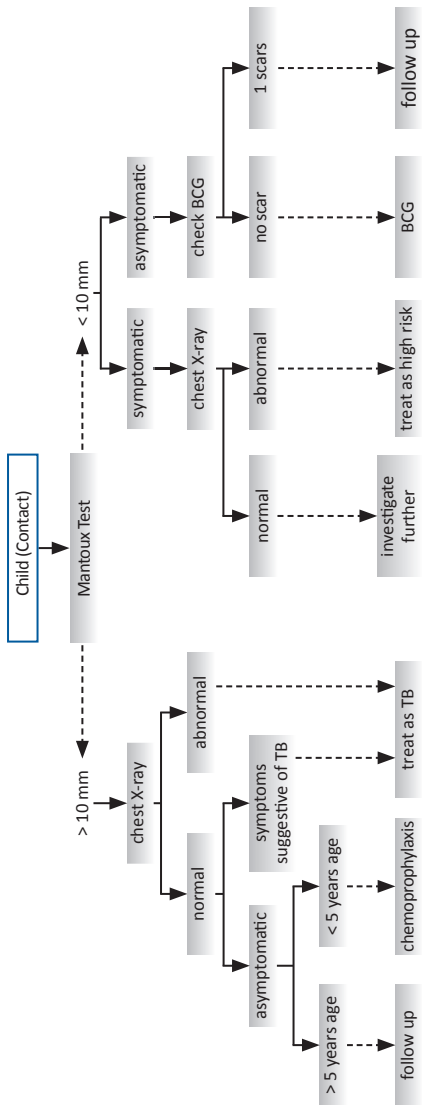 Child (Contact)
Mantoux Test
> 10 mm
< 10 mm
chest X-ray
symptomatic
asymptomatic
normal
abnormal
chest X-ray
check BCG
asymptomatic
symptoms
suggestive of TB
normal
abnormal
no scar
1 scars
> 5 years age
< 5 years age
follow up
chemoprophylaxis
treat as TB
investigate
further
treat as high risk
BCG
follow up